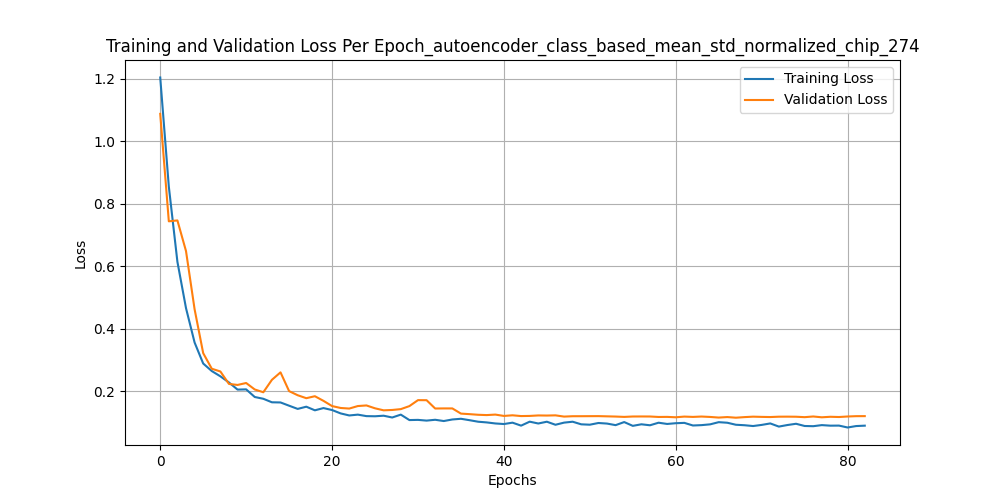 Training and Validation Loss Per Epoch_autoencoder_class_based_mean_std_normalized_chip_274
Training Loss
Validation Loss
1.2
1.0
0.8
0.6
0.4
0.2
Loss
0 20 40 60 80
Epochs